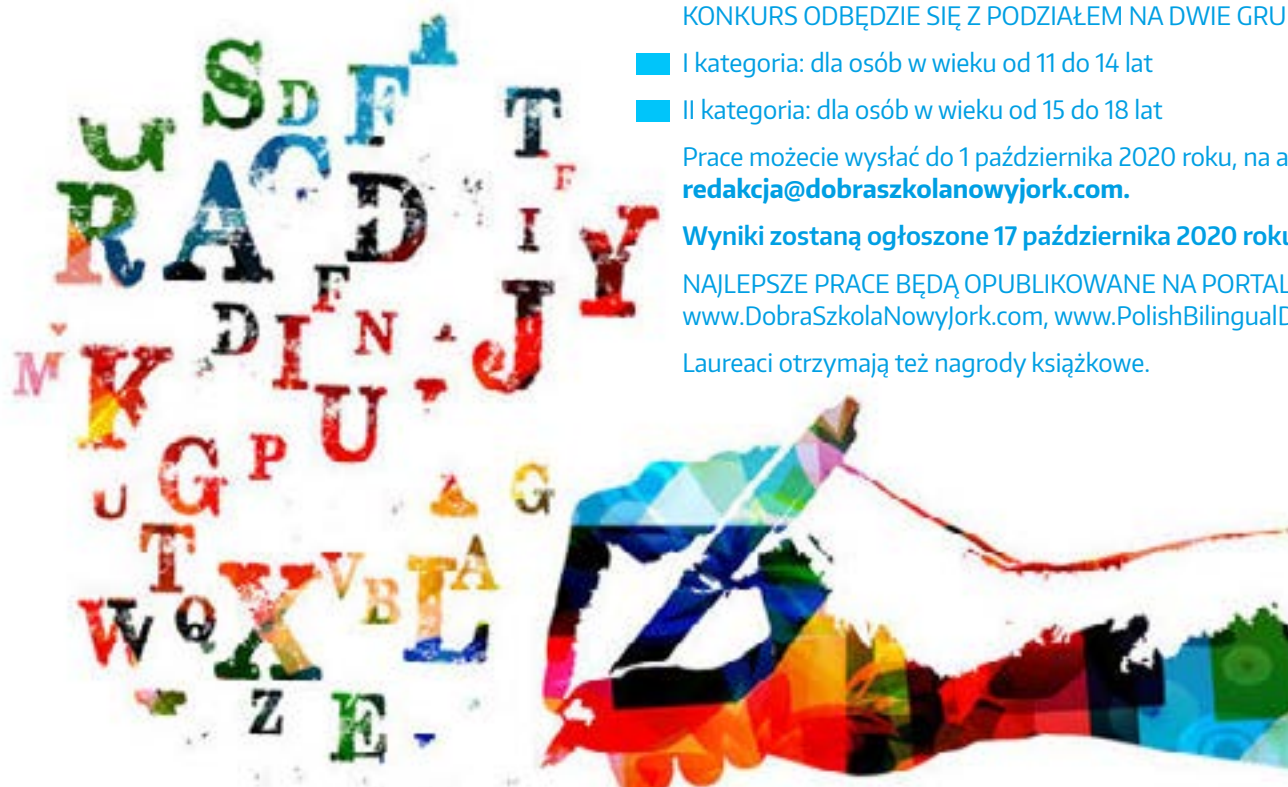 KONKURS ODBĘDZIE SIĘ Z PODZIAŁEM NA DWIE GRU
I kategoria: dla osób w wieku od 11 do 14 lat
II kategoria: dla osób w wieku od 15 do 18 lat
Prace możecie wysłać do 1 października 2020 roku, na a
redakcja@dobraszkolanowyjork.com.
Wyniki zostaną ogłoszone 17 października 2020 roku
NAJLEPSZE PRACE BĘDĄ OPUBLIKOWANE NA PORTAL
www.DobraSzkolaNowyJork.com, www.PolishBilingualD
Laureaci otrzymają też nagrody książkowe.
S D F T
U
R A C D F I Y
D F I N J
M K U
G P
U G
T X V B L A
W Q
Z E